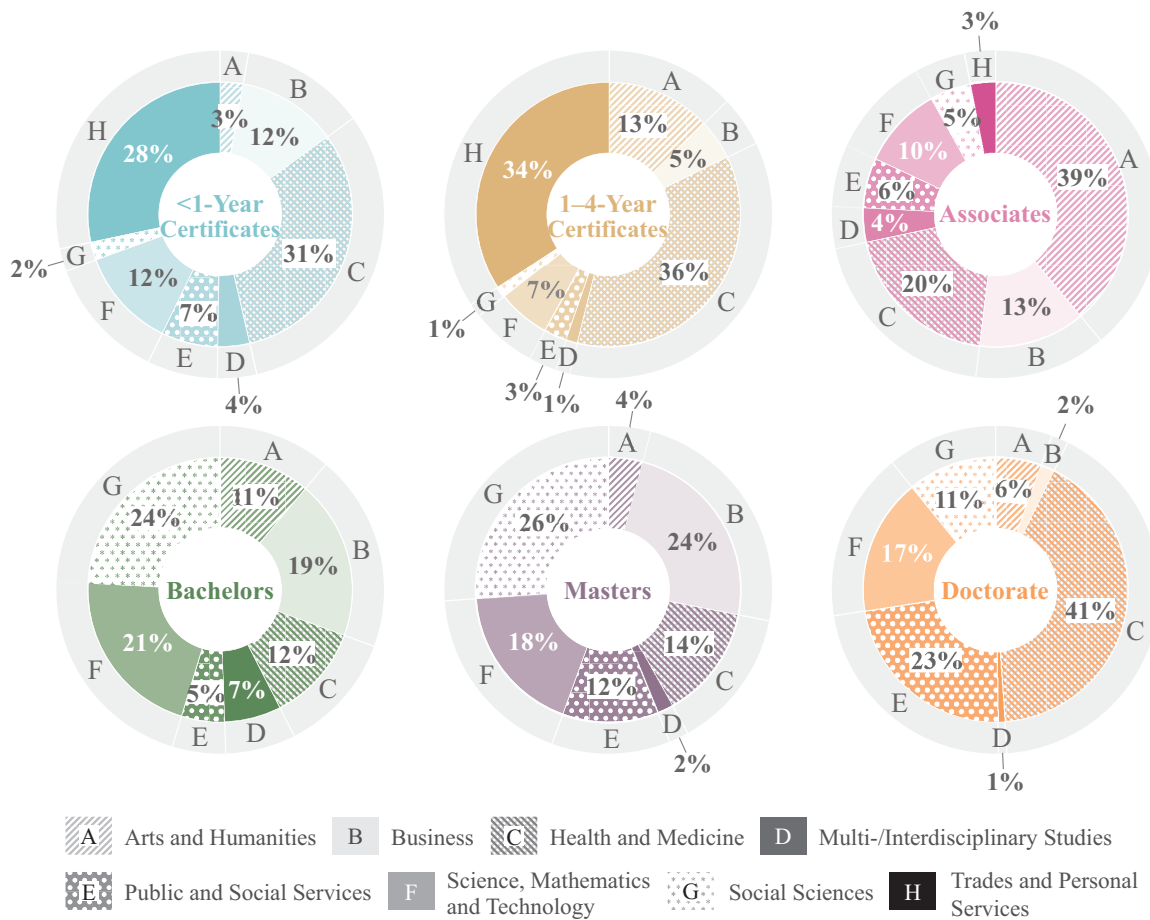 3%
A
B
3%
12%
H
28%
<1-Year
Certificates
31%
C
G
2%
12%
F
7%
E
D
4%
A
13%
B
5%
H
34%
1–4-Year
Certificates
36%
C
7%
G
1%
F
E
D
3%
1%
G
H
5%
F
10%
39%
A
E
6%
Associates
D
4%
20%
C
13%
B
A
11%
G
24%
B
19%
Bachelors
21%
F
12%
C
5%
7%
E
D
4%
A
G
26%
B
24%
Masters
18%
F
14%
C
12%
E
D
2%
2%
G
A
B
11%
6%
F
17%
Doctorate
41%
C
23%
E
D
1%
A Arts and Humanities B Business C Health and Medicine D Multi-/Interdisciplinary Studies
E Public and Social Services F Science, Mathematics and Technology G Social Sciences H Trades and Personal Services